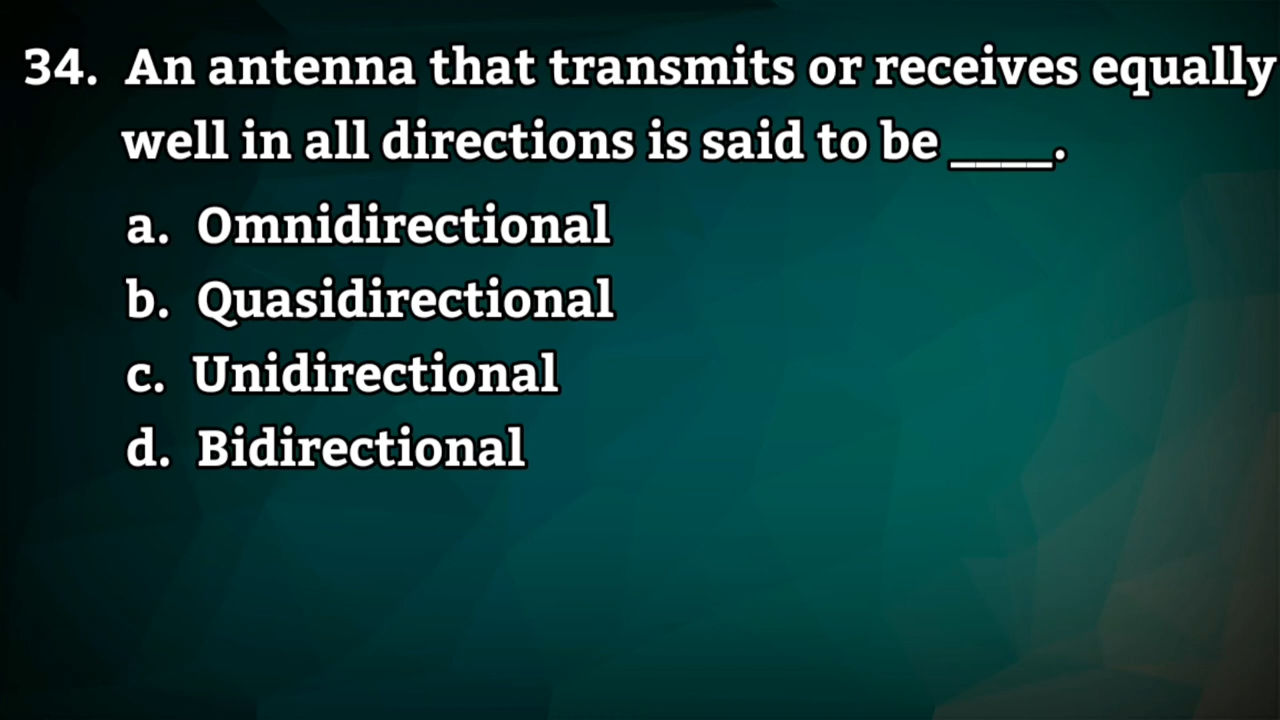 34. An antenna that transmits or receives equally
well in all directions is said to be ____.
a. Omnidirectional
b. Quasidirectional
c. Unidirectional
d. Bidirectional